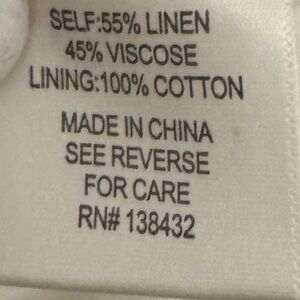 SELF:55% LINEN
45% VISCOSE
LINING:100% COTTON
MADE IN CHINA
SEE REVERSE
FOR CARE
RN# 138432